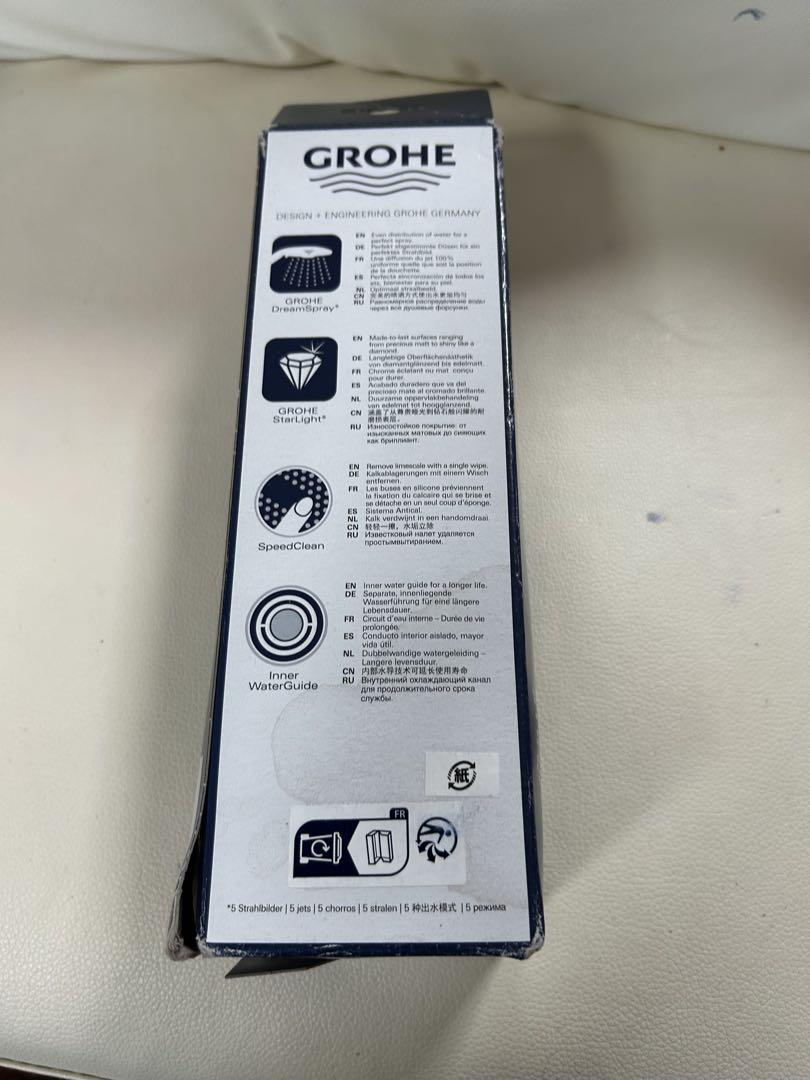 GROHE
DESIGN + ENGINEERING GROHE GERMANY
GROHE
DreamSpray®
EN Even distribution of water for a
perfect spray.
DE Perfekt abgestimmte Düsen für ein
perfektes Strahlbild.
FR Une diffusion du jet 100%
uniforme quelle que soit la position
de la douchette.
ES Perfecta sincronización de todos los
jets, bienestar para su piel.
NL Optimaal straalbeeld.
CN 完美的喷洒方式使出水更加均匀
RU Равномерное распределение воды
через все душевые форсунки.
GROHE
StarLight®
EN Made-to-last surfaces ranging
from precious matt to shiny like a
diamond.
DE Langlebige Oberflächenästhetik
von diamantglänzend bis edelmatt.
FR Chrome éclatant ou mat conçu
pour durer.
ES Acabado duradero que va del
precioso mate al cromado brillante.
NL Duurzame oppervlakbehandeling
van edelmat tot hoogglanzend.
CN 涵盖了从尊贵哑光到钻石般闪耀的耐
磨损表层。
RU Износостойкое покрытие: от
изысканных матовых до сияющих
как бриллиант.
SpeedClean
EN Remove limescale with a single wipe.
DE Kalkablagerungen mit einem Wisch
entfernen.
FR Les buses en silicone préviennent
la fixation du calcaire qui se brise et
se détache en un seul coup d'éponge.
ES Sistema Antical.
NL Kalk verdwijnt in een handomdraai.
CN 轻轻一擦，水垢立除
RU Известковый налет удаляется
простымвытиранием.
Inner
WaterGuide
EN Inner water guide for a longer life.
DE Separate, innenliegende
Wasserführung für eine längere
Lebensdauer.
FR Circuit d'eau interne – Durée de vie
prolongée.
ES Conducto interior aislado, mayor
vida útil.
NL Dubbelwandige watergeleiding –
Langere levensduur.
CN 内部水导技术可延长使用寿命
RU Внутренний охлаждающий канал
для продолжительного срока
службы.
紙
FR
*5 Strahlbilder | 5 jets | 5 chorros | 5 stralen | 5 种出水模式 | 5 режима